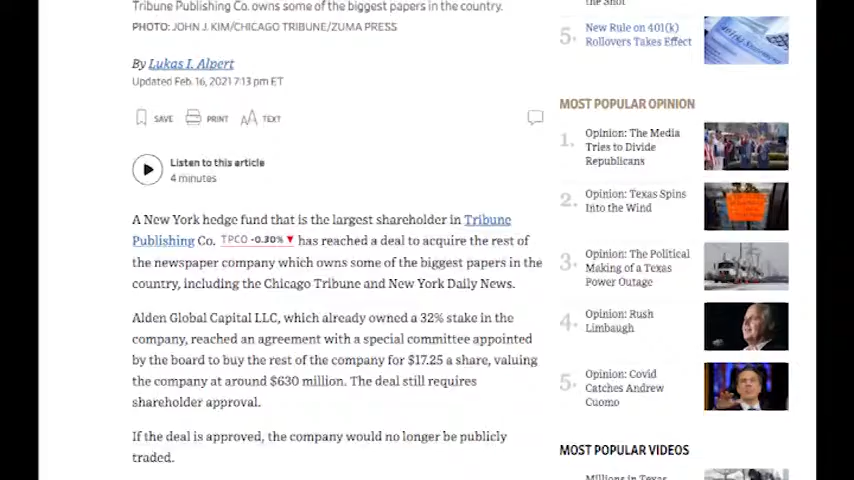 Tribune Publishing Co. owns some of the biggest papers in the country.
PHOTO: JOHN J. KIM/CHICAGO TRIBUNE/ZUMA PRESS
By Lukas I. Alpert
Updated Feb. 16, 2021 7:13 pm ET
SAVE PRINT AA TEXT
Listen to this article
4 minutes
A New York hedge fund that is the largest shareholder in Tribune
Publishing Co. TPCO -0.30% ▼ has reached a deal to acquire the rest of
the newspaper company which owns some of the biggest papers in the
country, including the Chicago Tribune and New York Daily News.
Alden Global Capital LLC, which already owned a 32% stake in the
company, reached an agreement with a special committee appointed
by the board to buy the rest of the company for $17.25 a share, valuing
the company at around $630 million. The deal still requires
shareholder approval.
If the deal is approved, the company would no longer be publicly
traded.
the Shot
5. New Rule on 401(k)
Rollovers Takes Effect
MOST POPULAR OPINION
1. Opinion: The Media
Tries to Divide
Republicans
2. Opinion: Texas Spins
Into the Wind
3. Opinion: The Political
Making of a Texas
Power Outage
4. Opinion: Rush
Limbaugh
5. Opinion: Covid
Catches Andrew
Cuomo
MOST POPULAR VIDEOS
Millions in Texas